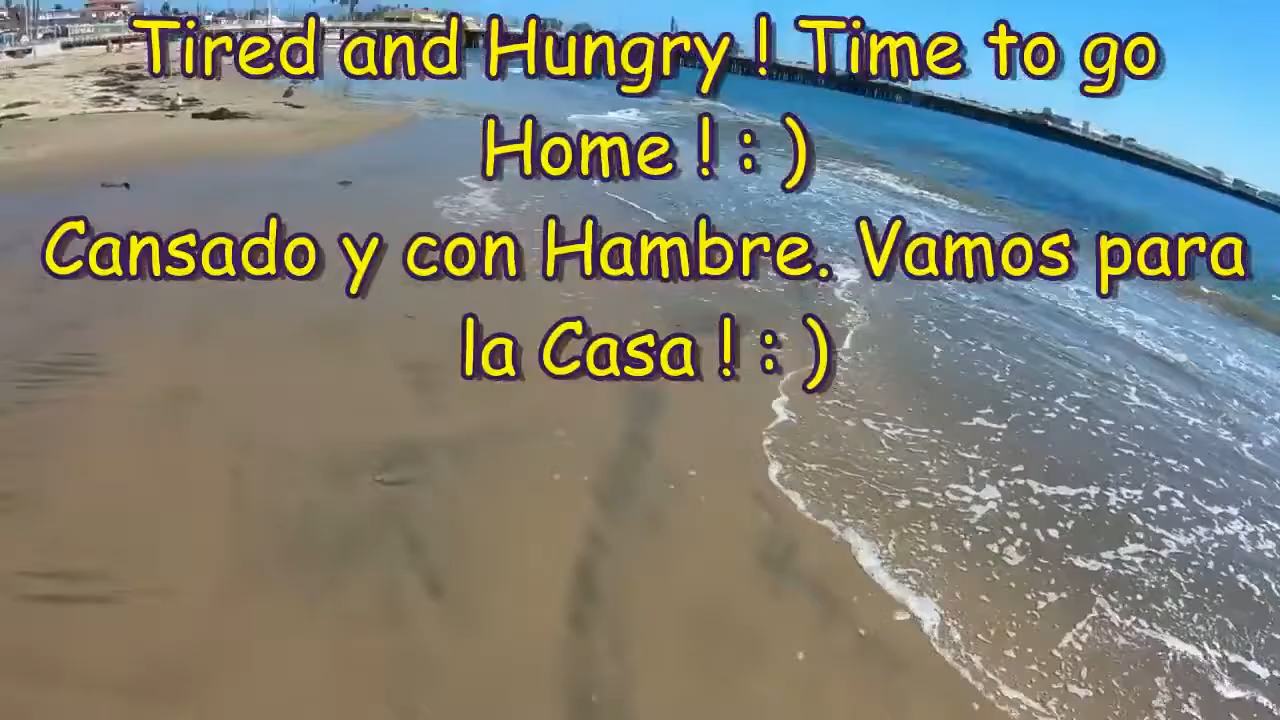 Tired and Hungry ! Time to go
Home ! : )
Cansado y con Hambre. Vamos para
la Casa ! : )